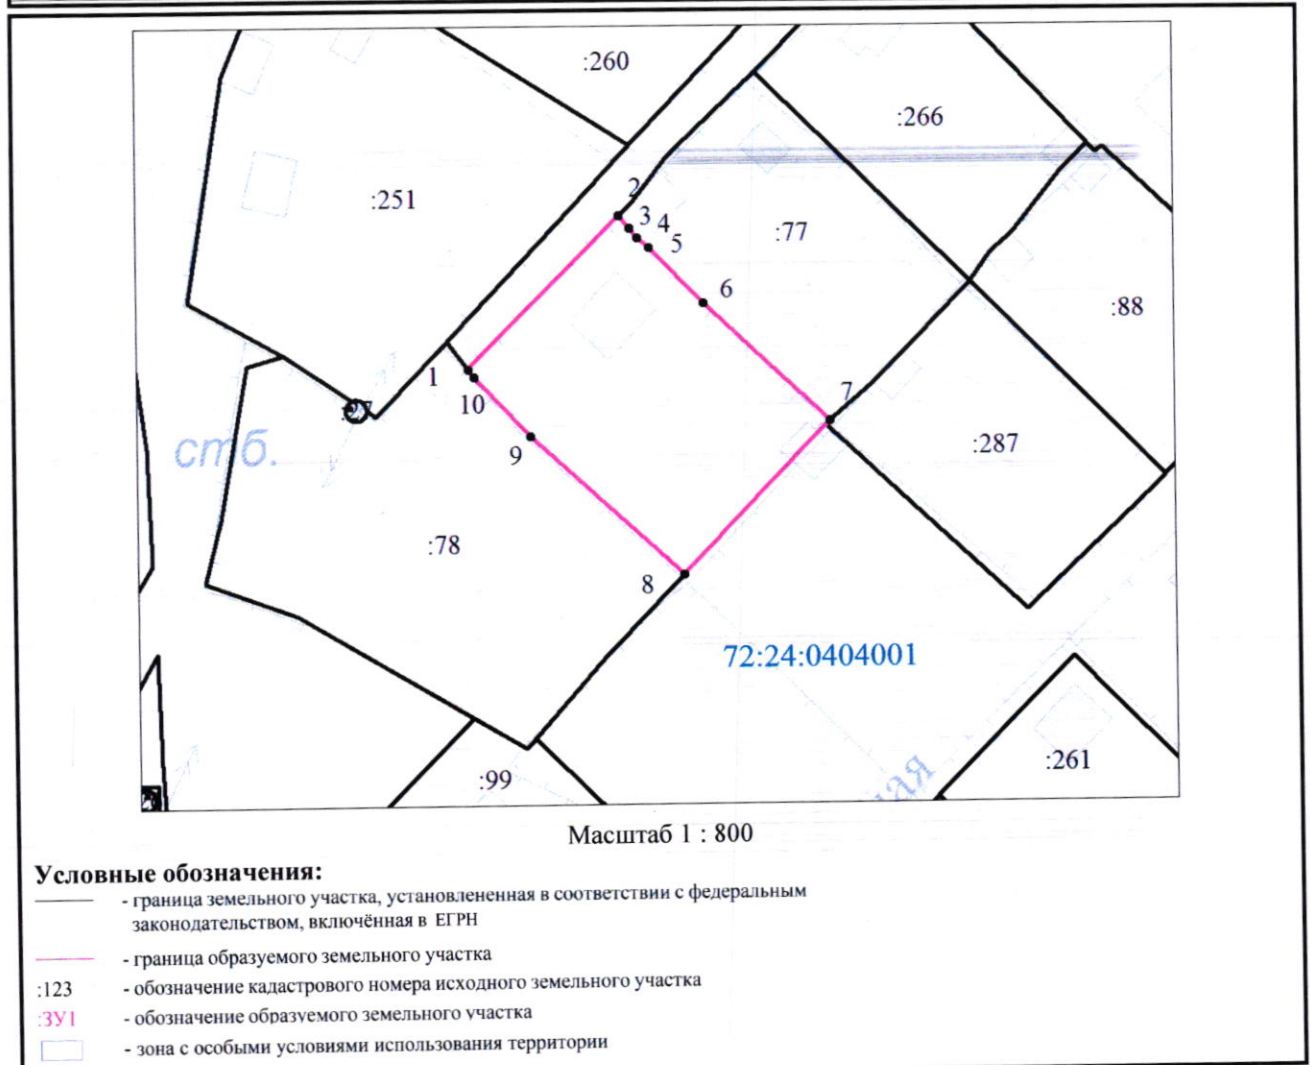 :260
:266
:251
2
3
4
:77
5
6
:88
1
7
10
:27
стб.
9
:287
:78
8
72:24:0404001
:99
:261
ая
Масштаб 1 : 800
Условные обозначения:
- граница земельного участка, установлененная в соответствии с федеральным
законодательством, включённая в ЕГРН
- граница образуемого земельного участка
:123 - обозначение кадастрового номера исходного земельного участка
:ЗУ1 - обозначение образуемого земельного участка
- зона с особыми условиями использования территории